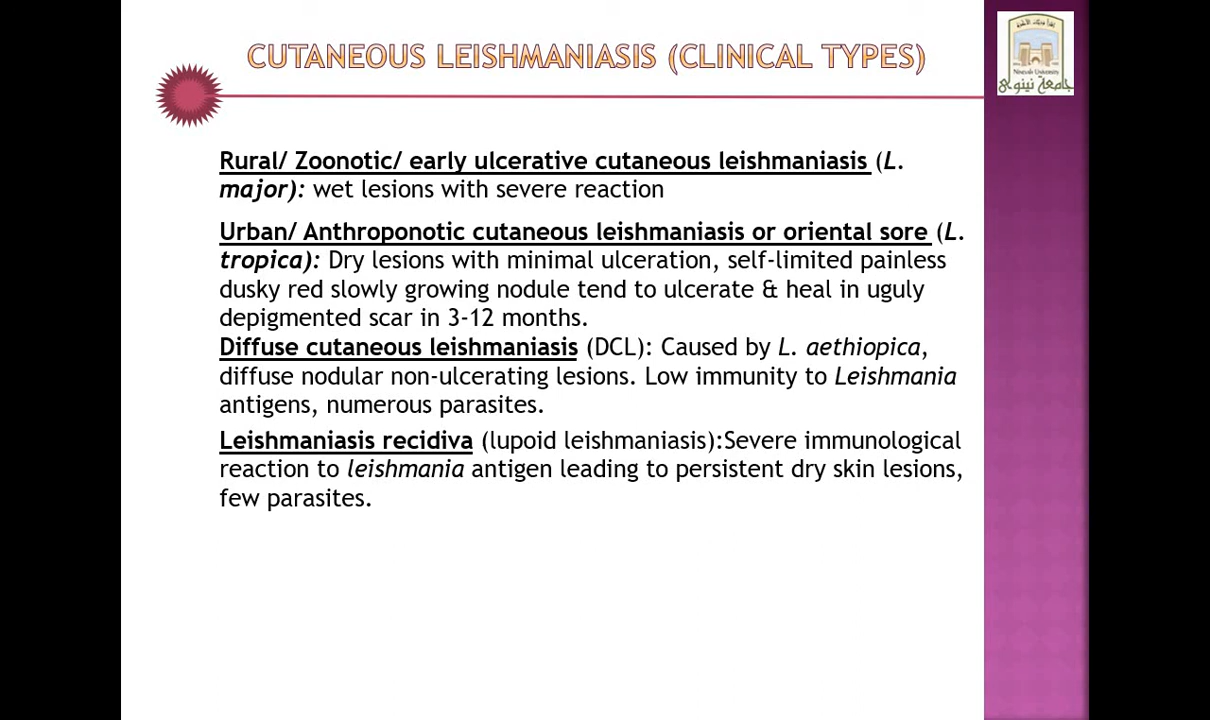 CUTANEOUS LEISHMANIASIS (CLINICAL TYPES)
Nineveh University
جامعة نينوى
Rural/ Zoonotic/ early ulcerative cutaneous leishmaniasis (L.
major): wet lesions with severe reaction
Urban/ Anthroponotic cutaneous leishmaniasis or oriental sore (L.
tropica): Dry lesions with minimal ulceration, self-limited painless
dusky red slowly growing nodule tend to ulcerate & heal in uguly
depigmented scar in 3-12 months.
Diffuse cutaneous leishmaniasis (DCL): Caused by L. aethiopica,
diffuse nodular non-ulcerating lesions. Low immunity to Leishmania
antigens, numerous parasites.
Leishmaniasis recidiva (lupoid leishmaniasis):Severe immunological
reaction to leishmania antigen leading to persistent dry skin lesions,
few parasites.